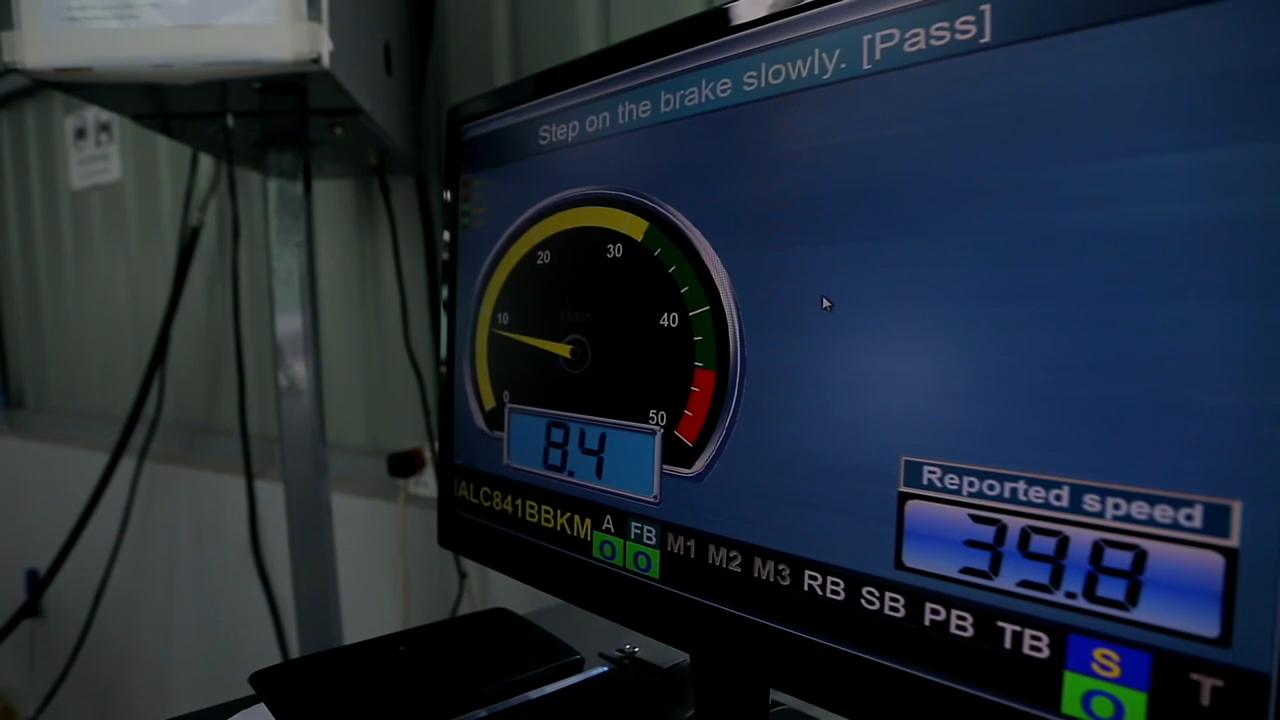 Step on the brake slowly. [Pass]
20 30
10 40
0 50
8.4
Reported speed
39.8
ALC841BBKM A FB M1 M2 M3 RB SB PB TB S T
O O O